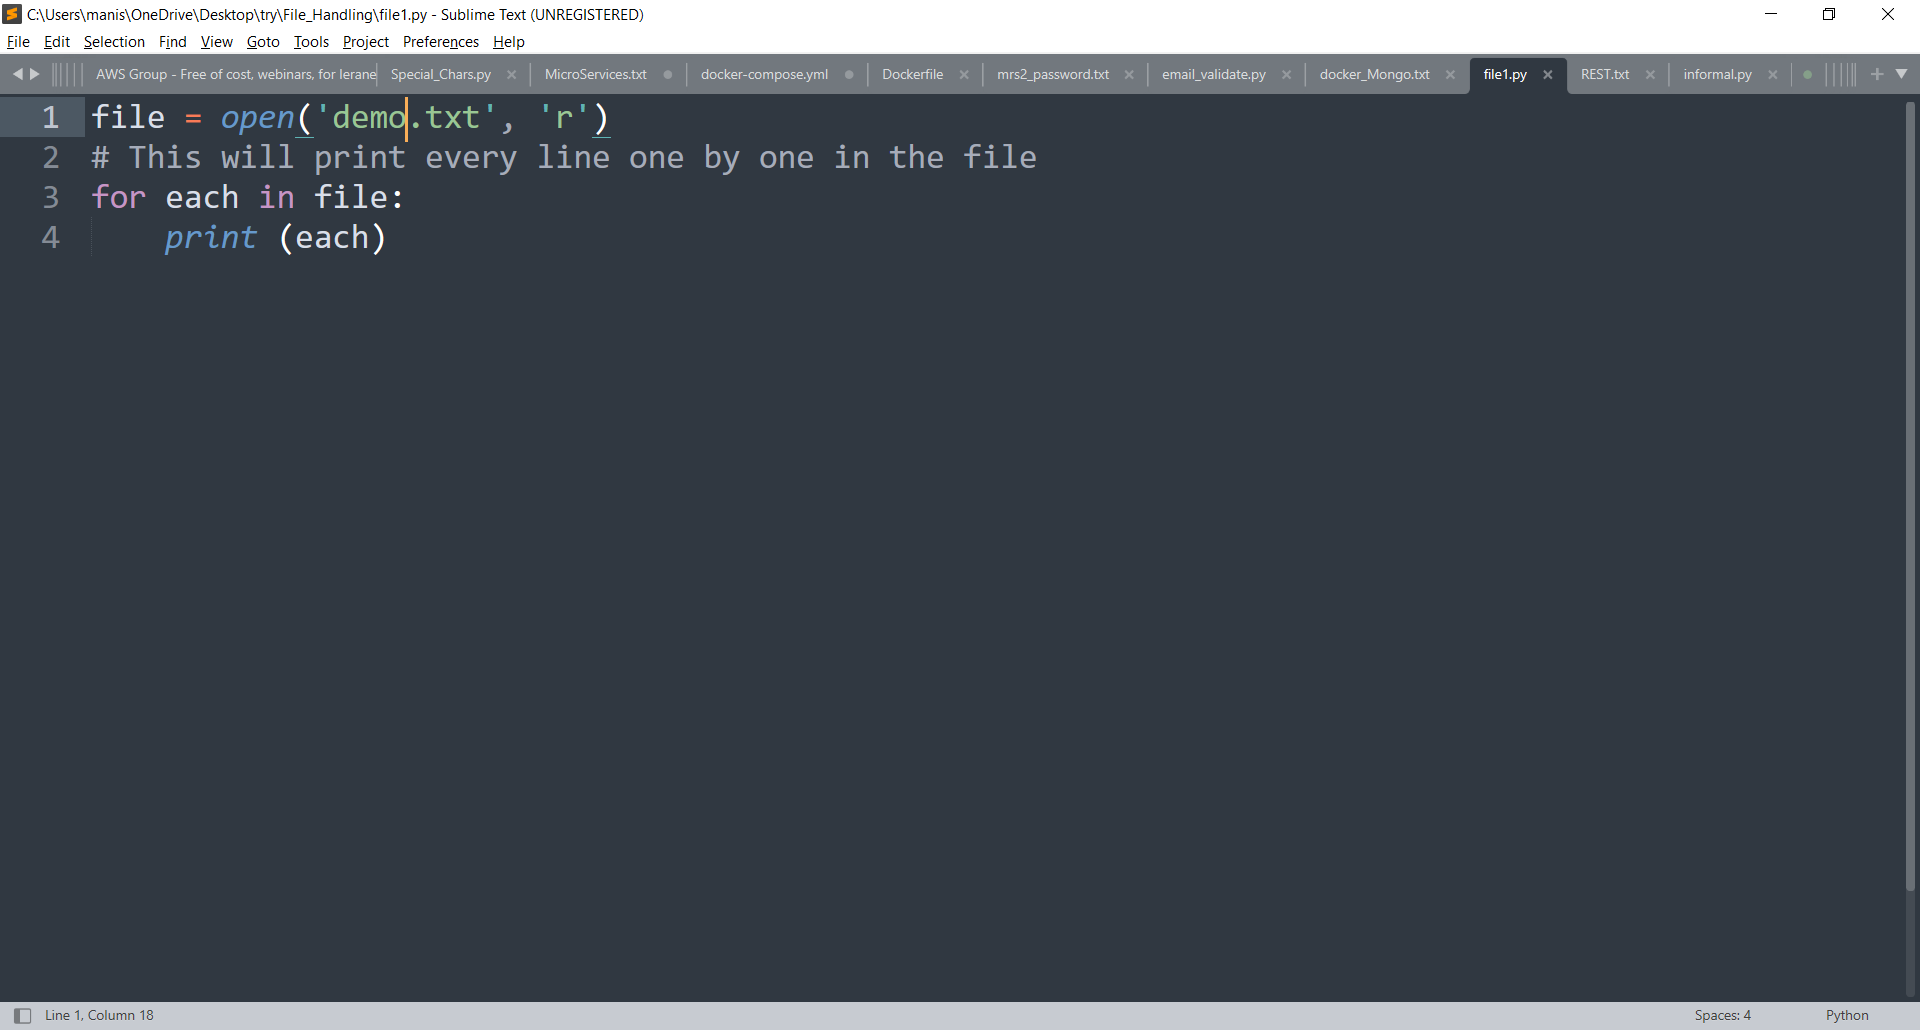 C:\Users\manis\OneDrive\Desktop\try\File_Handling\file1.py - Sublime Text (UNREGISTERED)
File Edit Selection Find View Goto Tools Project Preferences Help
AWS Group - Free of cost, webinars, for lerane Special_Chars.py MicroServices.txt docker-compose.yml Dockerfile mrs2_password.txt email_validate.py docker_Mongo.txt file1.py REST.txt informal.py
1 file = open('demo.txt', 'r')
2 # This will print every line one by one in the file
3 for each in file:
4     print (each)
Line 1, Column 18 Spaces: 4 Python